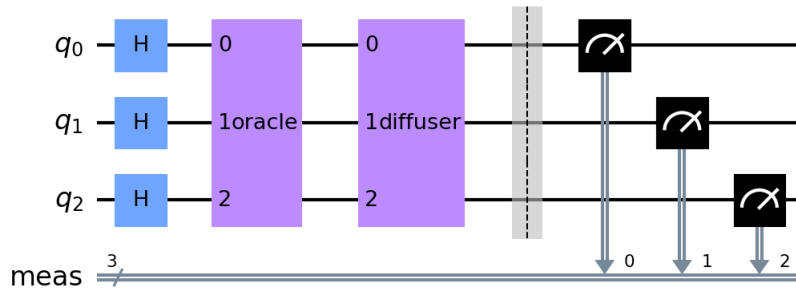 q0 H 0 0
q1 H 1oracle 1diffuser
q2 H 2 2
meas 3 0 1 2